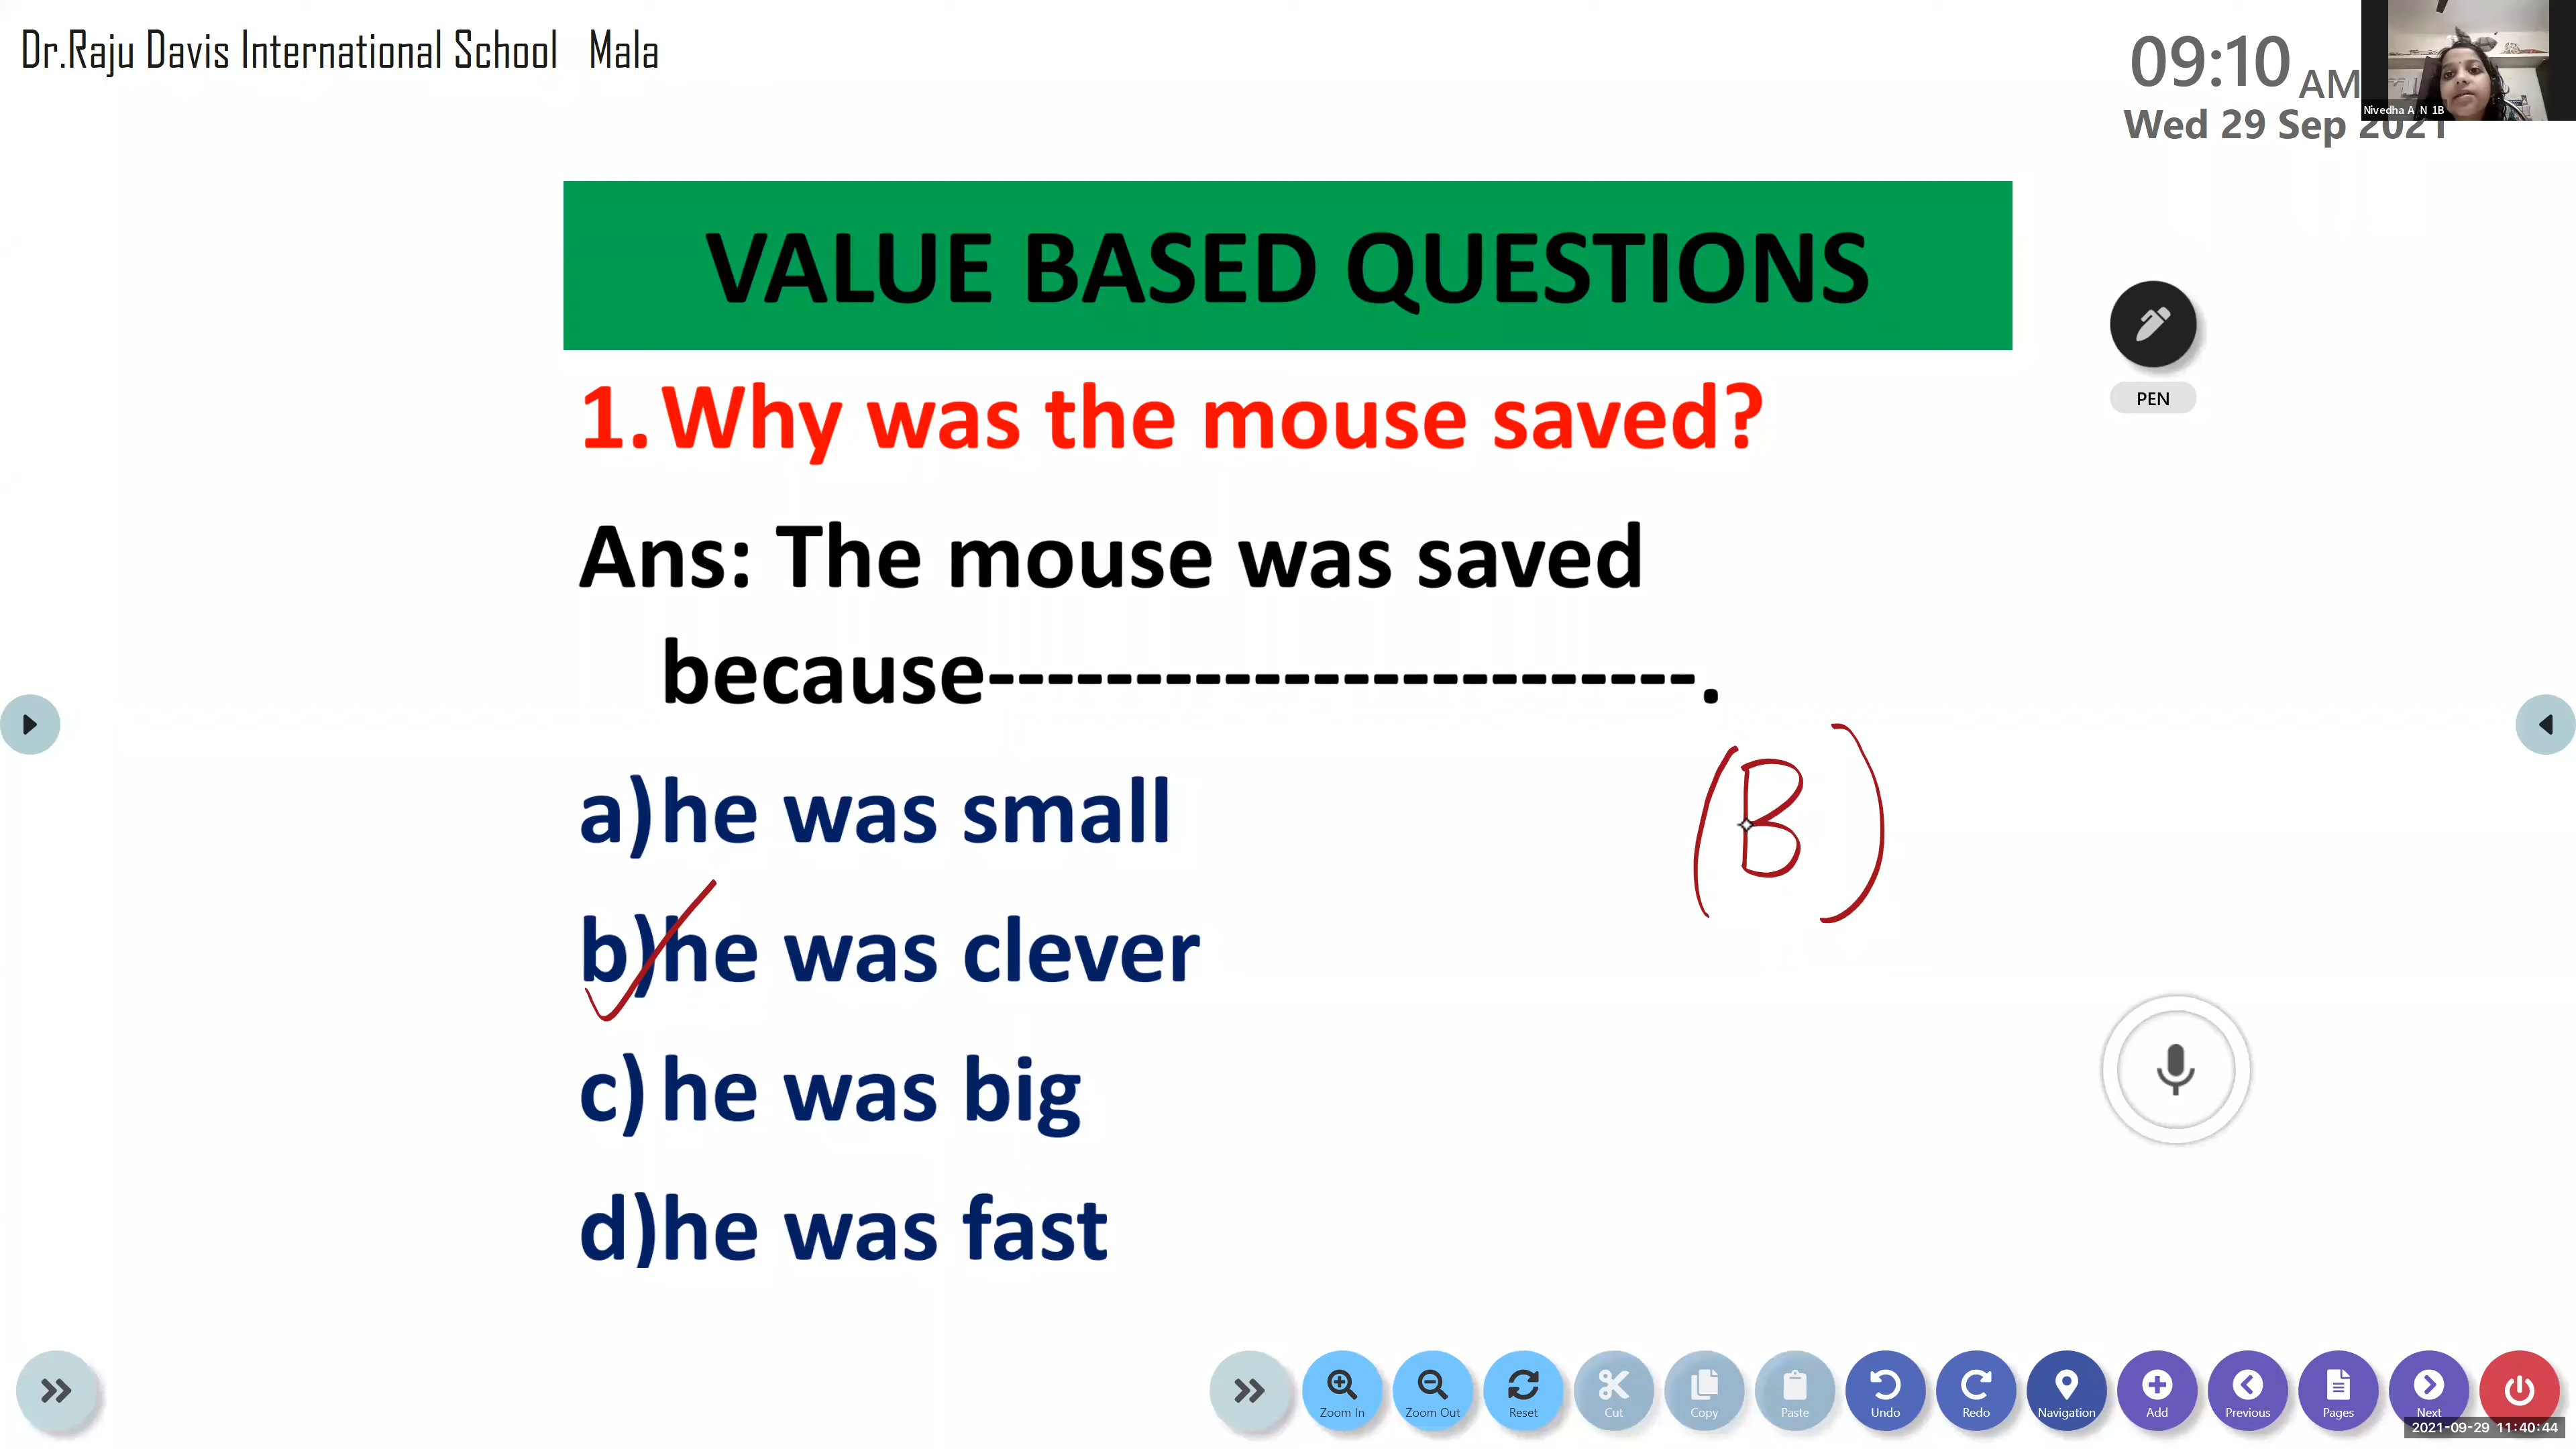 Dr.Raju Davis International School Mala
09:10 AM
Wed 29 Sep 2021
Nivedha A N 1B
VALUE BASED QUESTIONS
PEN
1. Why was the mouse saved?
Ans: The mouse was saved
because-------------------------.
(B)
a) he was small
b) he was clever
c) he was big
d) he was fast
Zoom In Zoom Out Reset Cut Copy Paste Undo Redo Navigation Add Previous Pages Next
2021-09-29 11:40:44